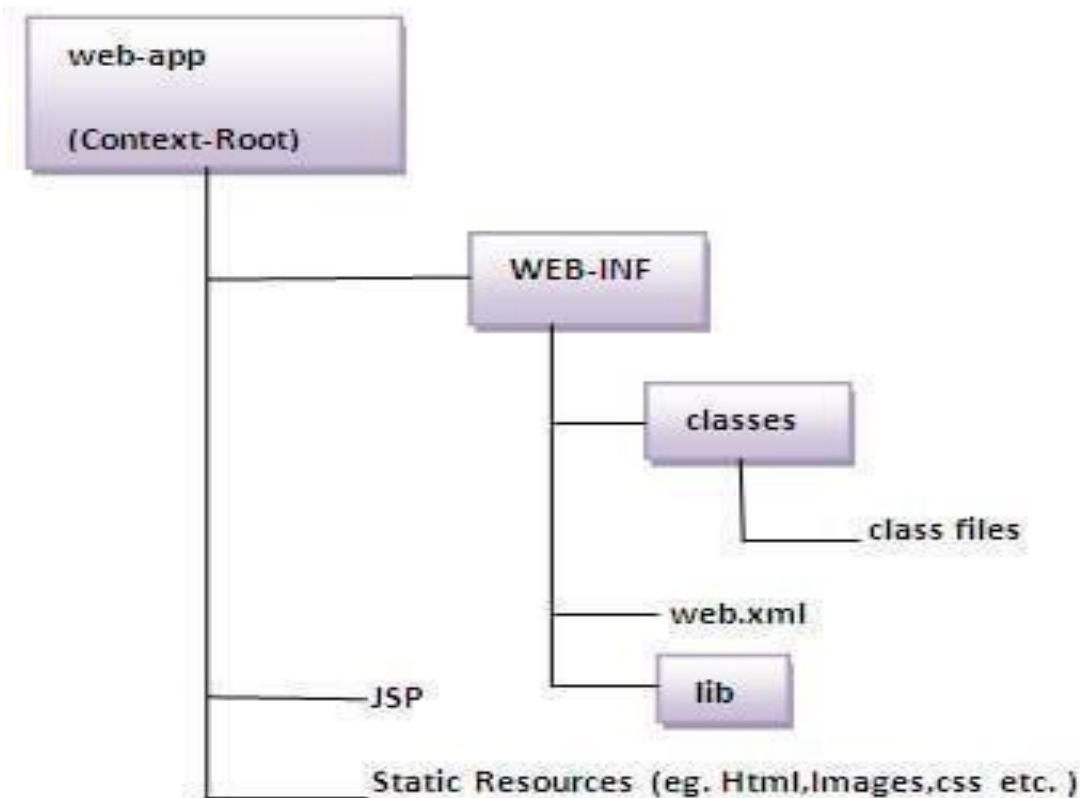 web-app
(Context-Root)
WEB-INF
classes
class files
web.xml
lib
JSP
Static Resources (eg. Html,Images,css etc. )